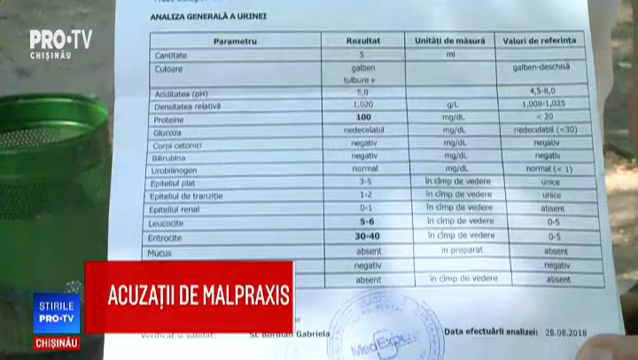 PRO•TV
CHIȘINĂU
ANALIZA GENERALĂ A URINEI
Parametru Rezultat Unități de măsură Valori de referința
Cantitate 5 ml
Culoare galben galben-deschisă
tulbure +
Aciditatea (pH) 5,0 4,5-8,0
Densitatea relativă 1,020 g/L 1,008-1,025
Proteine 100 mg/dL < 20
Glucoza nedecelabil mg/dL nedecelabil (<30)
Corpi cetonici negativ mg/dL negativ
Bilirubina negativ mg/dL negativ
Urobilinogen normal mg/dL normal (< 1)
Epiteliul plat 3-5 în cîmp de vedere unice
Epiteliul de tranziție 1-2 în cîmp de vedere unice
Epiteliul renal 0-1 în cîmp de vedere absent
Leucocite 5-6 în cîmp de vedere 0-5
Eritrocite 30-40 în cîmp de vedere 0-5
Mucus absent în preparat absent
negativ negativ
absent în cîmp de vedere absent
ACUZAȚII DE MALPRAXIS
ȘTIRILE
PRO•TV
CHIȘINĂU
Verificat si validat: Gabriela Data efectuării analizei: 28.08.2018
MedExpert